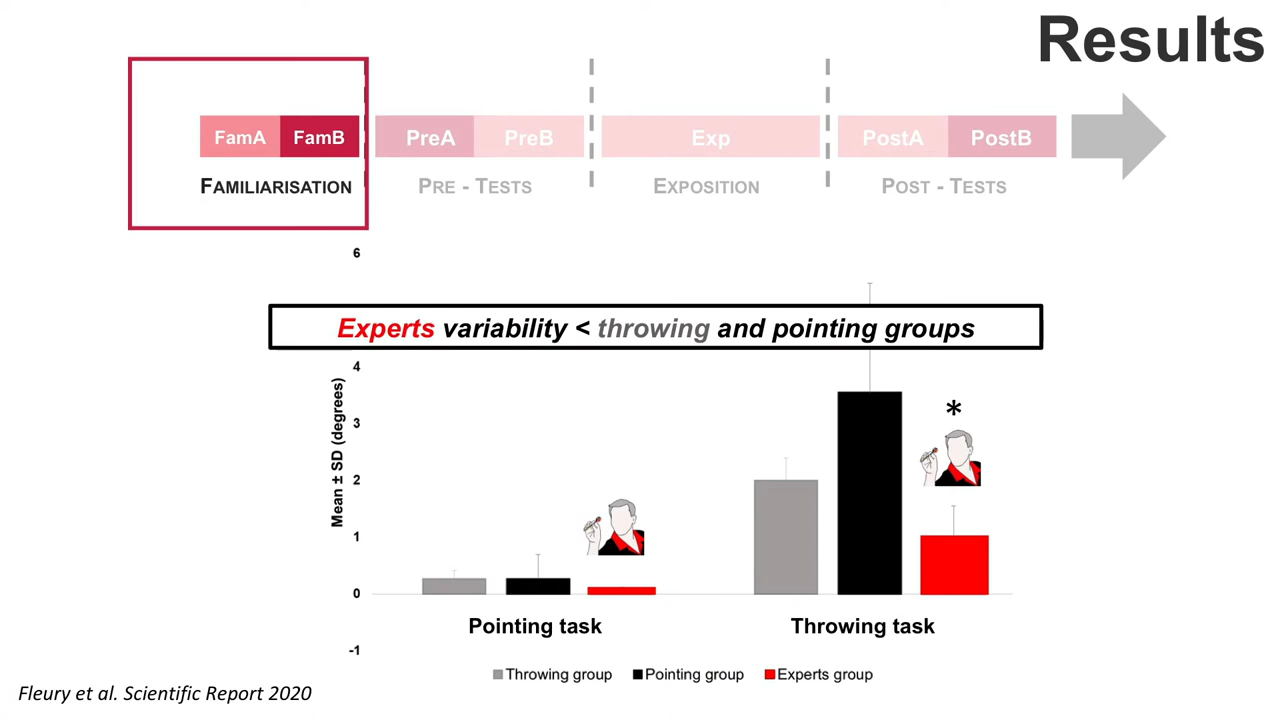 Results
FamA FamB PreA PreB Exp PostA PostB
FAMILIARISATION PRE - TESTS EXPOSITION POST - TESTS
6
Experts variability < throwing and pointing groups
4
3
2
1
0
-1
Mean ± SD (degrees)
*
Pointing task Throwing task
Throwing group Pointing group Experts group
Fleury et al. Scientific Report 2020